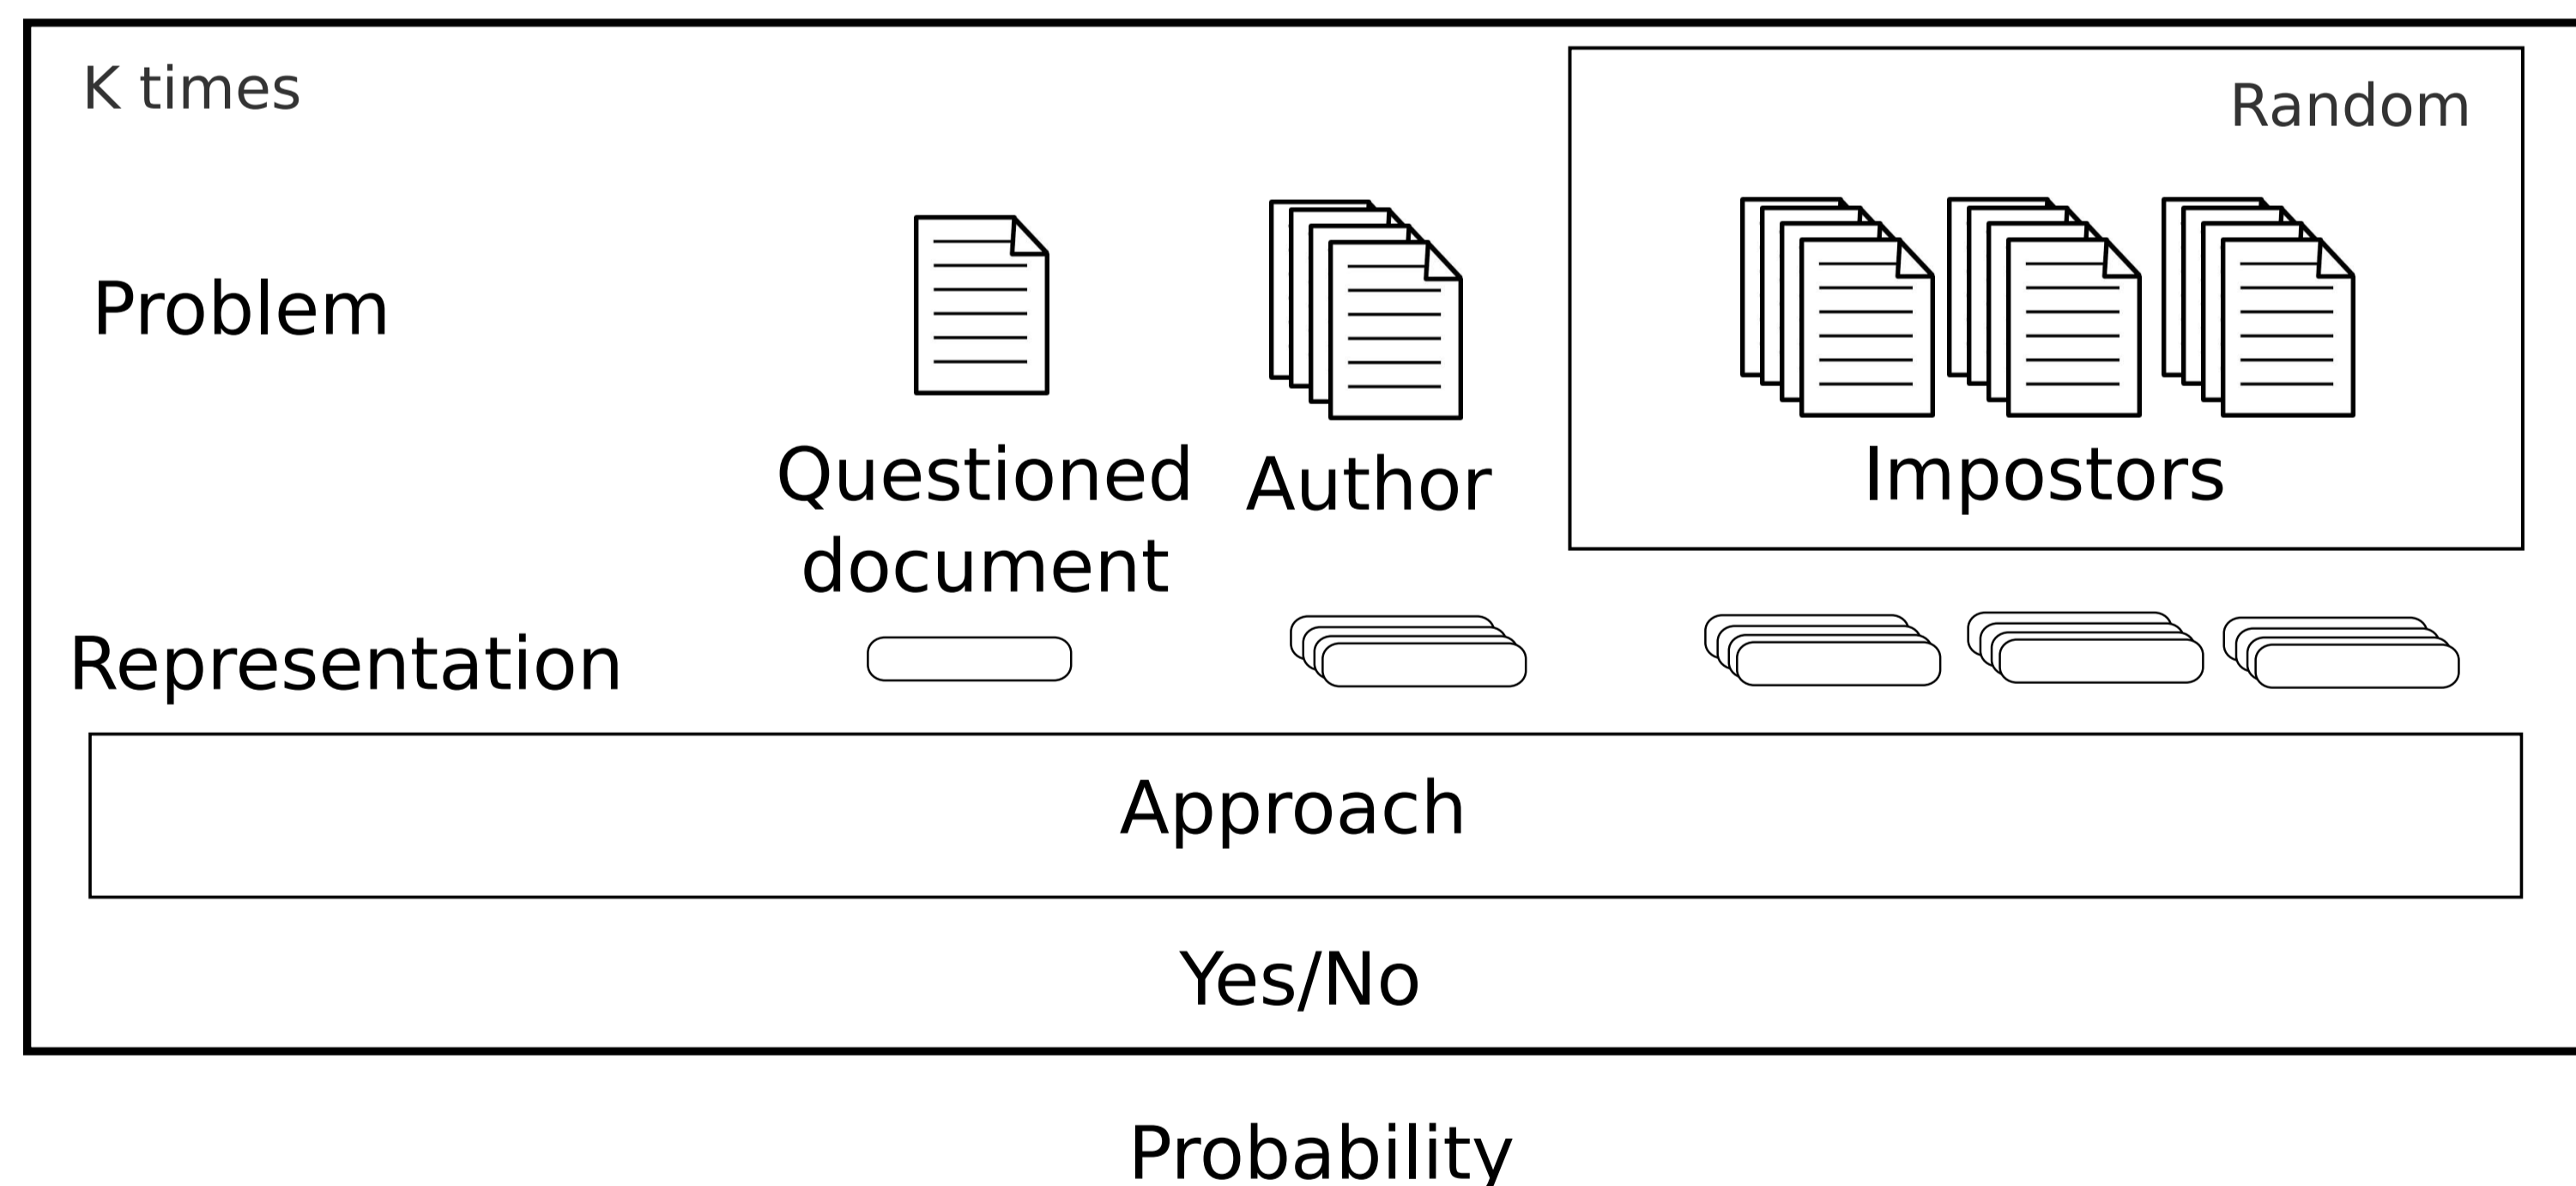 K times
Random
Problem
Questioned
document
Author
Impostors
Representation
Approach
Yes/No
Probability